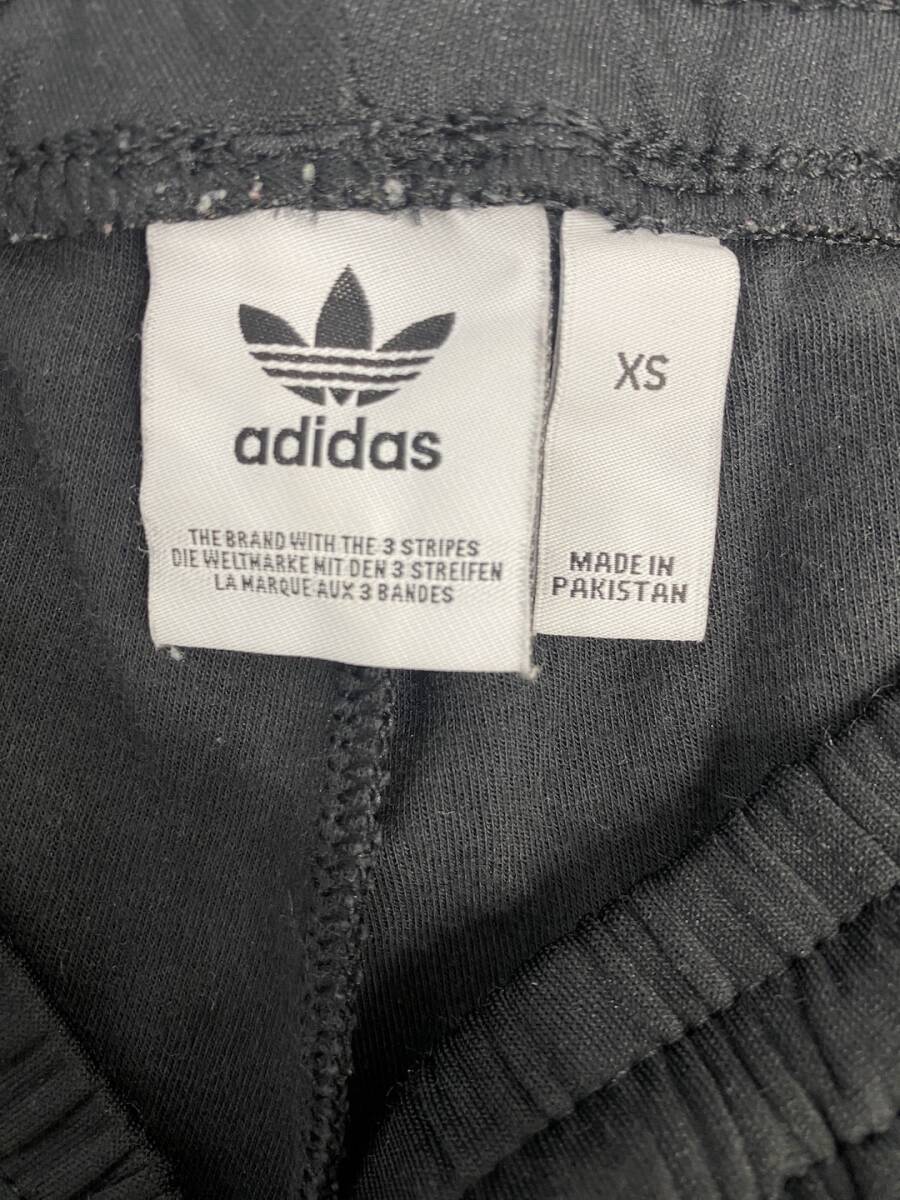 adidas
THE BRAND WITH THE 3 STRIPES
DIE WELTMARKE MIT DEN 3 STREIFEN
LA MARQUE AUX 3 BANDES
XS
MADE IN
PAKISTAN